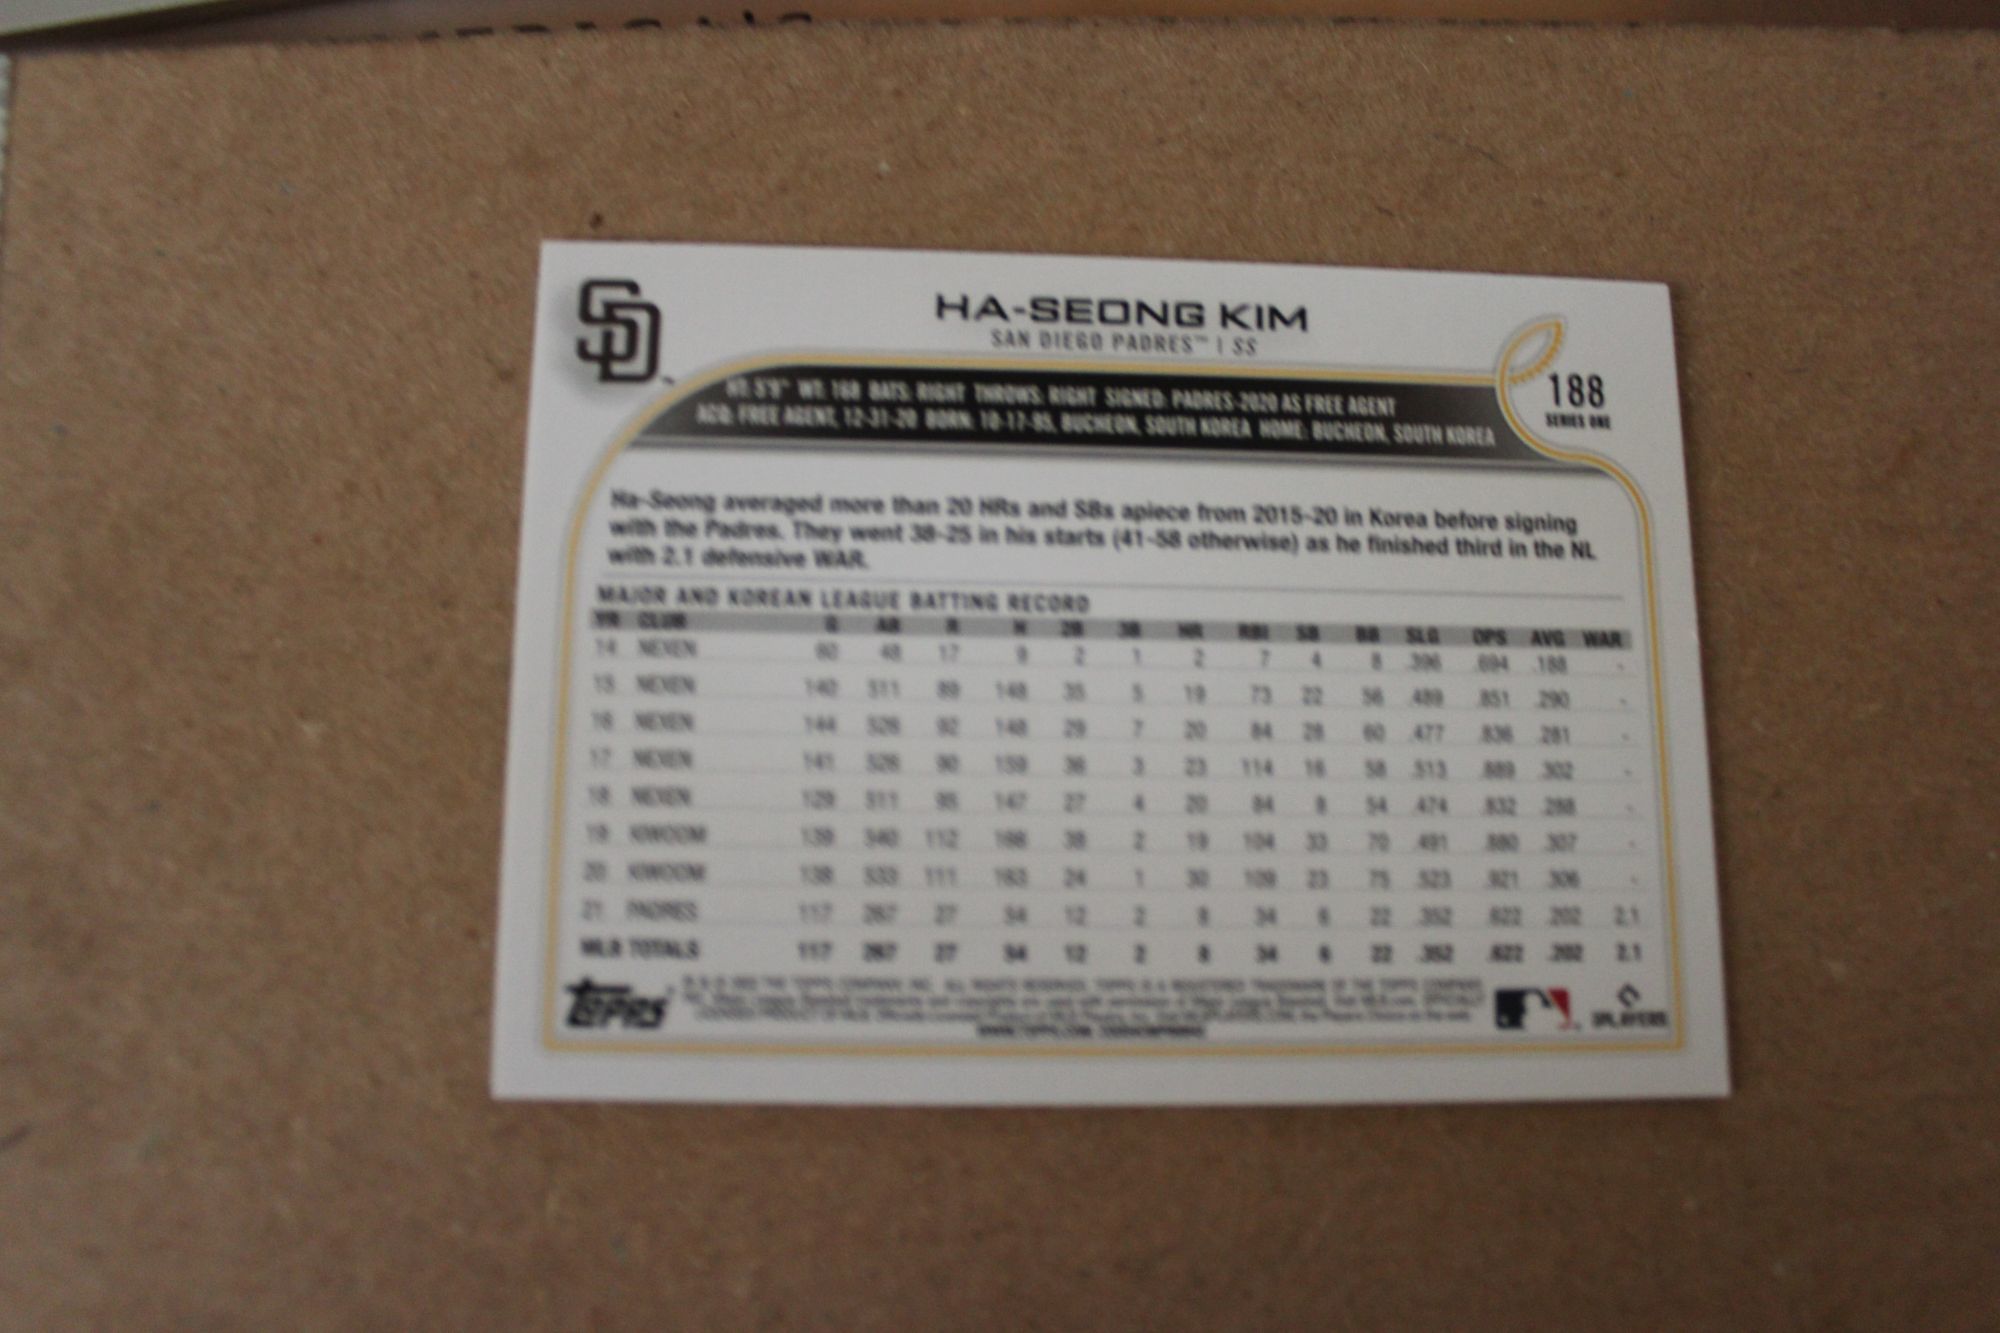 SD
HA-SEONG KIM
SAN DIEGO PADRES™ | SS
188
SERIES ONE
HT: 5'9" WT: 168 BATS: RIGHT THROWS: RIGHT SIGNED: PADRES-2020 AS FREE AGENT
ACQ: FREE AGENT, 12-31-20 BORN: 10-17-95, BUCHEON, SOUTH KOREA HOME: BUCHEON, SOUTH KOREA
Ha-Seong averaged more than 20 HRs and SBs apiece from 2015-20 in Korea before signing
with the Padres. They went 38-25 in his starts (41-58 otherwise) as he finished third in the NL
with 2.1 defensive WAR.
MAJOR AND KOREAN LEAGUE BATTING RECORD
YR CLUB G AB R H 2B 3B HR RBI SB BB SLG OPS AVG WAR
14 NEXEN 60 48 17 9 2 1 2 7 4 8 .396 .694 .188 -
15 NEXEN 140 511 89 148 35 5 19 73 22 56 .489 .851 .290 -
16 NEXEN 144 526 92 148 29 7 20 84 28 60 .477 .836 .281 -
17 NEXEN 141 526 90 159 36 3 23 114 16 58 .513 .889 .302 -
18 NEXEN 129 511 95 147 27 4 20 84 8 54 .474 .832 .288 -
19 KIWOOM 139 540 112 166 38 2 19 104 33 70 .491 .880 .307 -
20 KIWOOM 138 533 111 163 24 1 30 109 23 75 .523 .921 .306 -
21 PADRES 117 267 27 54 12 2 8 34 6 22 .352 .622 .202 2.1
MLB TOTALS 117 267 27 54 12 2 8 34 6 22 .352 .622 .202 2.1
TOPPS
PLAYERS